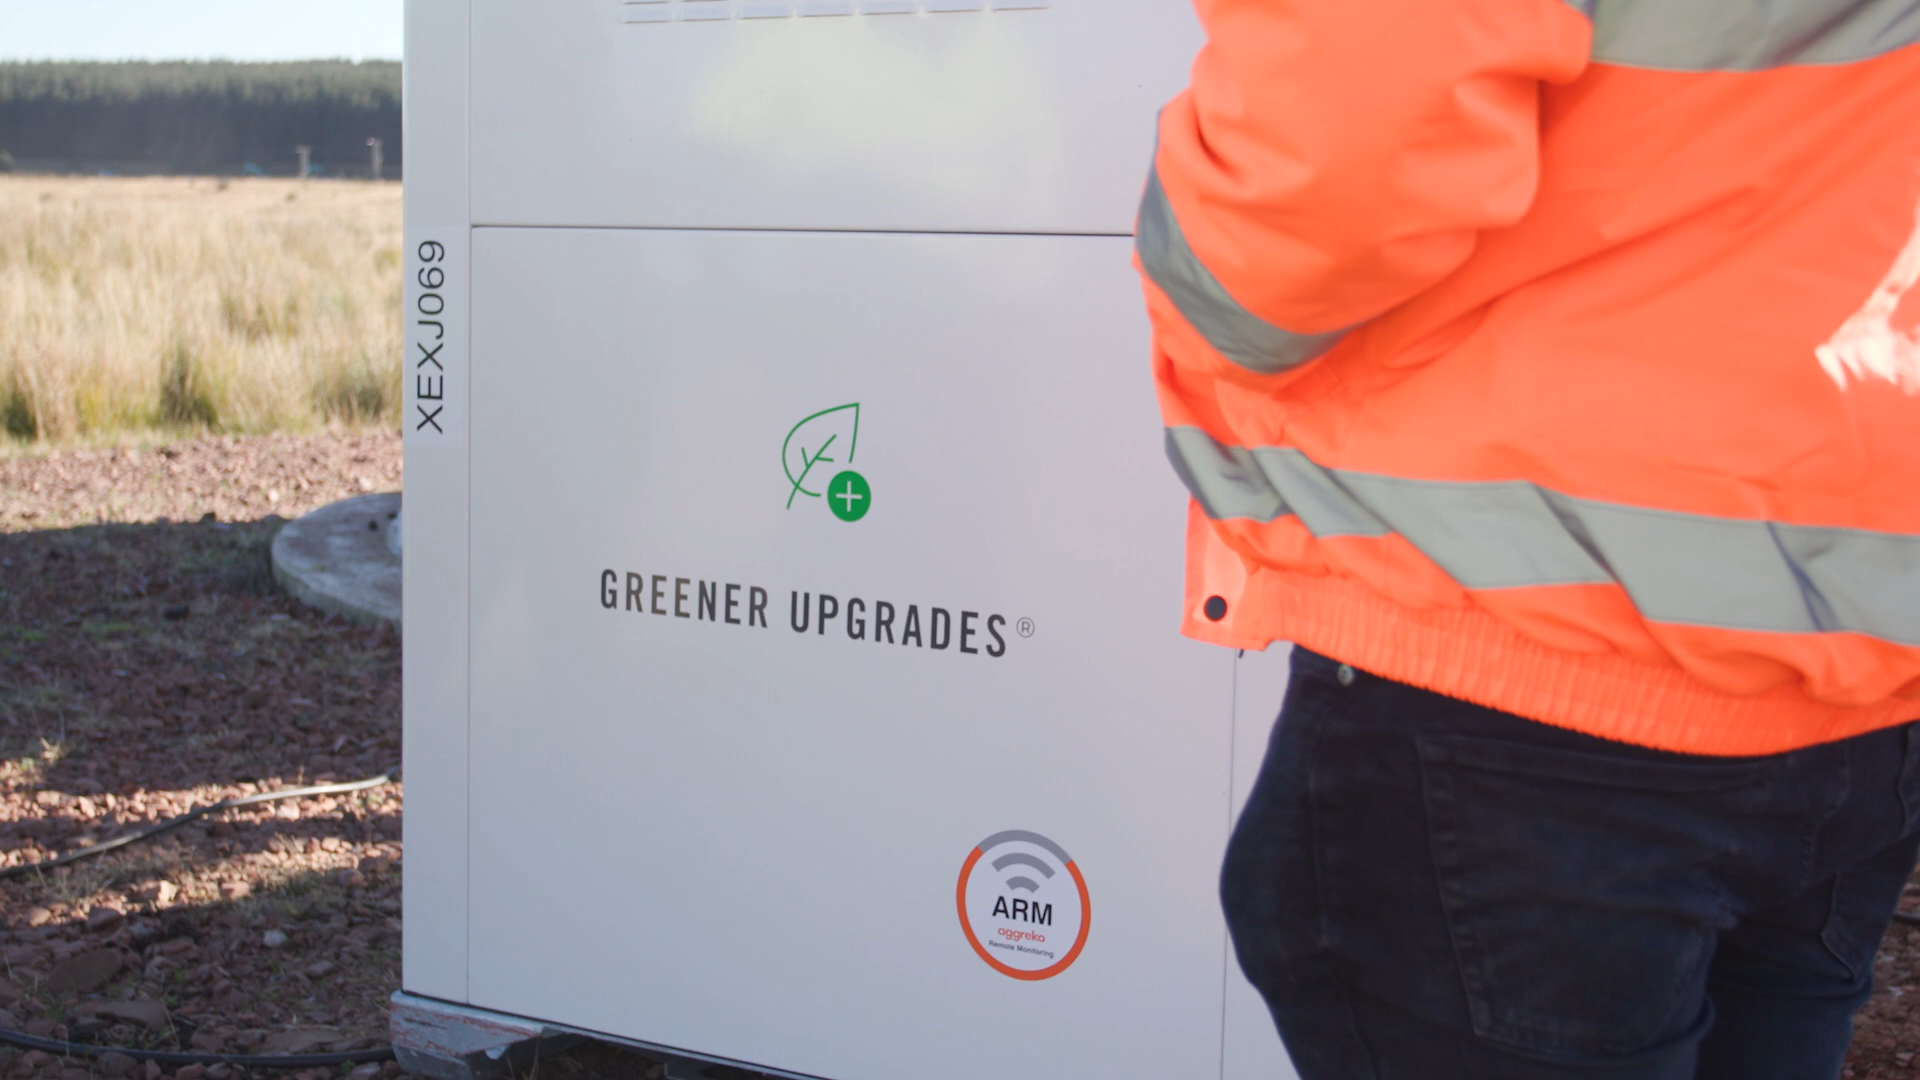 XEXJ069
GREENER UPGRADES®
ARM
aggreko
Remote Monitoring